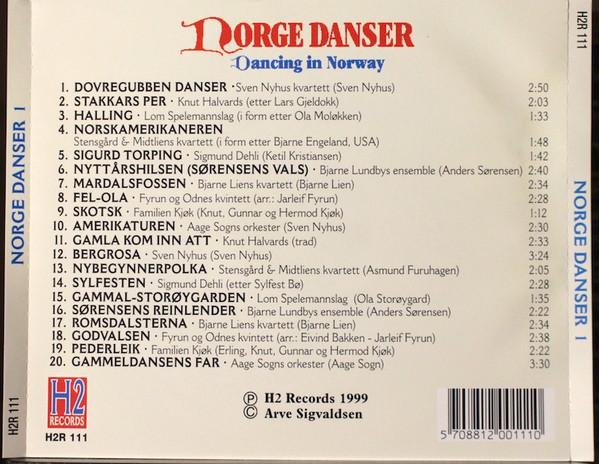 NORGE DANSER
Dancing in Norway
1. DOVREGUBBEN DANSER · Sven Nyhus kvartett (Sven Nyhus) 2:50
2. STAKKARS PER · Knut Halvards (etter Lars Gjeldokk) 2:03
3. HALLING · Lom Spelemannslag (i form etter Ola Moløkken) 1:33
4. NORSKAMERIKANEREN
Stensgård & Midtliens kvartett (i form etter Bjarne Engeland, USA) 1:48
5. SIGURD TORPING · Sigmund Dehli (Ketil Kristiansen) 1:42
6. NYTTÅRSHILSEN (SØRENSENS VALS) · Bjarne Lundbys ensemble (Anders Sørensen) 2:40
7. MARDALSFOSSEN · Bjarne Liens kvartett (Bjarne Lien) 2:34
8. FEL-OLA · Fyrun og Odnes kvintett (arr.: Jarleif Fyrun) 2:28
9. SKOTSK · Familien Kjøk (Knut, Gunnar og Hermod Kjøk) 1:12
10. AMERIKATUREN · Aage Sogns orkester (Sven Nyhus) 2:30
11. GAMLA KOM INN ATT · Knut Halvards (trad) 2:33
12. BERGROSA · Sven Nyhus (Sven Nyhus) 3:24
13. NYBEGYNNERPOLKA · Stensgård & Midtliens kvartett (Asmund Furuhagen) 2:05
14. SYLFESTEN · Sigmund Dehli (etter Sylfest Bø) 2:28
15. GAMMAL-STORØYGARDEN · Lom Spelemannslag (Ola Storøygard) 1:35
16. SØRENSENS REINLENDER · Bjarne Lundbys ensemble (Anders Sørensen) 2:22
17. ROMSDALSTERNA · Bjarne Liens kvartett (Bjarne Lien) 2:34
18. GODVALSEN · Fyrun og Odnes kvintett (arr.: Eivind Bakken - Jarleif Fyrun) 2:38
19. PEDERLEIK · Familien Kjøk (Erling, Knut, Gunnar og Hermod Kjøk) 2:22
20. GAMMELDANSENS FAR · Aage Sogns orkester (Aage Sogn) 3:30
H2
RECORDS
H2R 111
Ⓟ H2 Records 1999
© Arve Sigvaldsen
5 708812 001110
NORGE DANSER 1
H2R 111
H2R 111
NORGE DANSER 1